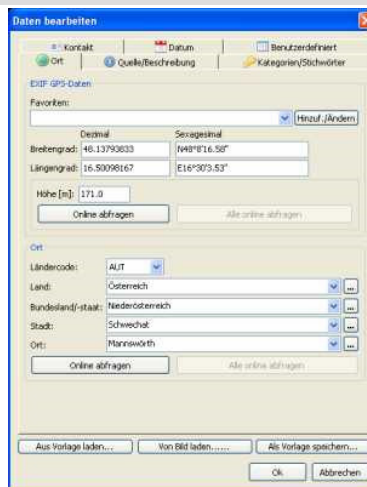 Daten bearbeiten
Kontakt Datum Benutzerdefiniert
Ort Quelle/Beschreibung Kategorien/Stichwörter
EXIF GPS-Daten
Favoriten:
Hinzuf./Ändern
Dezimal Sexagesimal
Breitengrad: 48.13793833 N48°8'16.58"
Längengrad: 16.50098167 E16°30'3.53"
Höhe [m]: 171.0
Online abfragen Alle online abfragen
Ort
Ländercode: AUT
Land: Österreich ...
Bundesland/-staat: Niederösterreich ...
Stadt: Schwechat ...
Ort: Mannswörth ...
Online abfragen Alle online abfragen
Aus Vorlage laden... Von Bild laden...... Als Vorlage speichern...
Ok Abbrechen